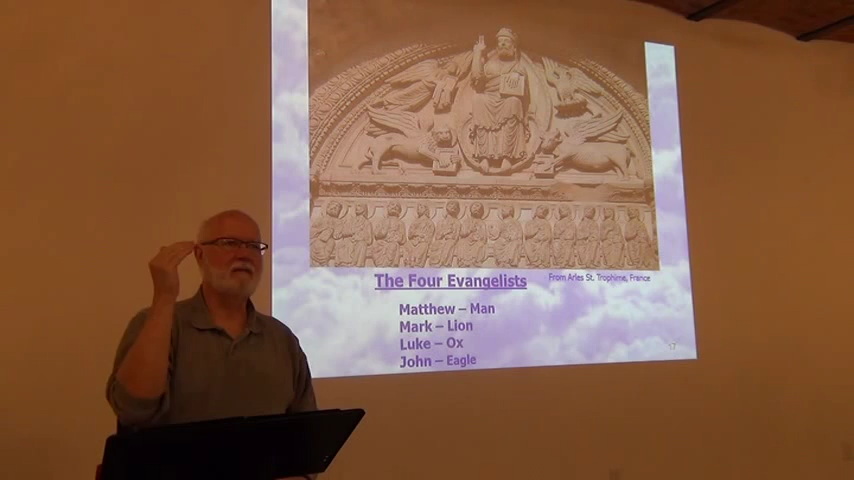 The Four Evangelists
From Arles St. Trophime, France
Matthew – Man
Mark – Lion
Luke – Ox
John – Eagle